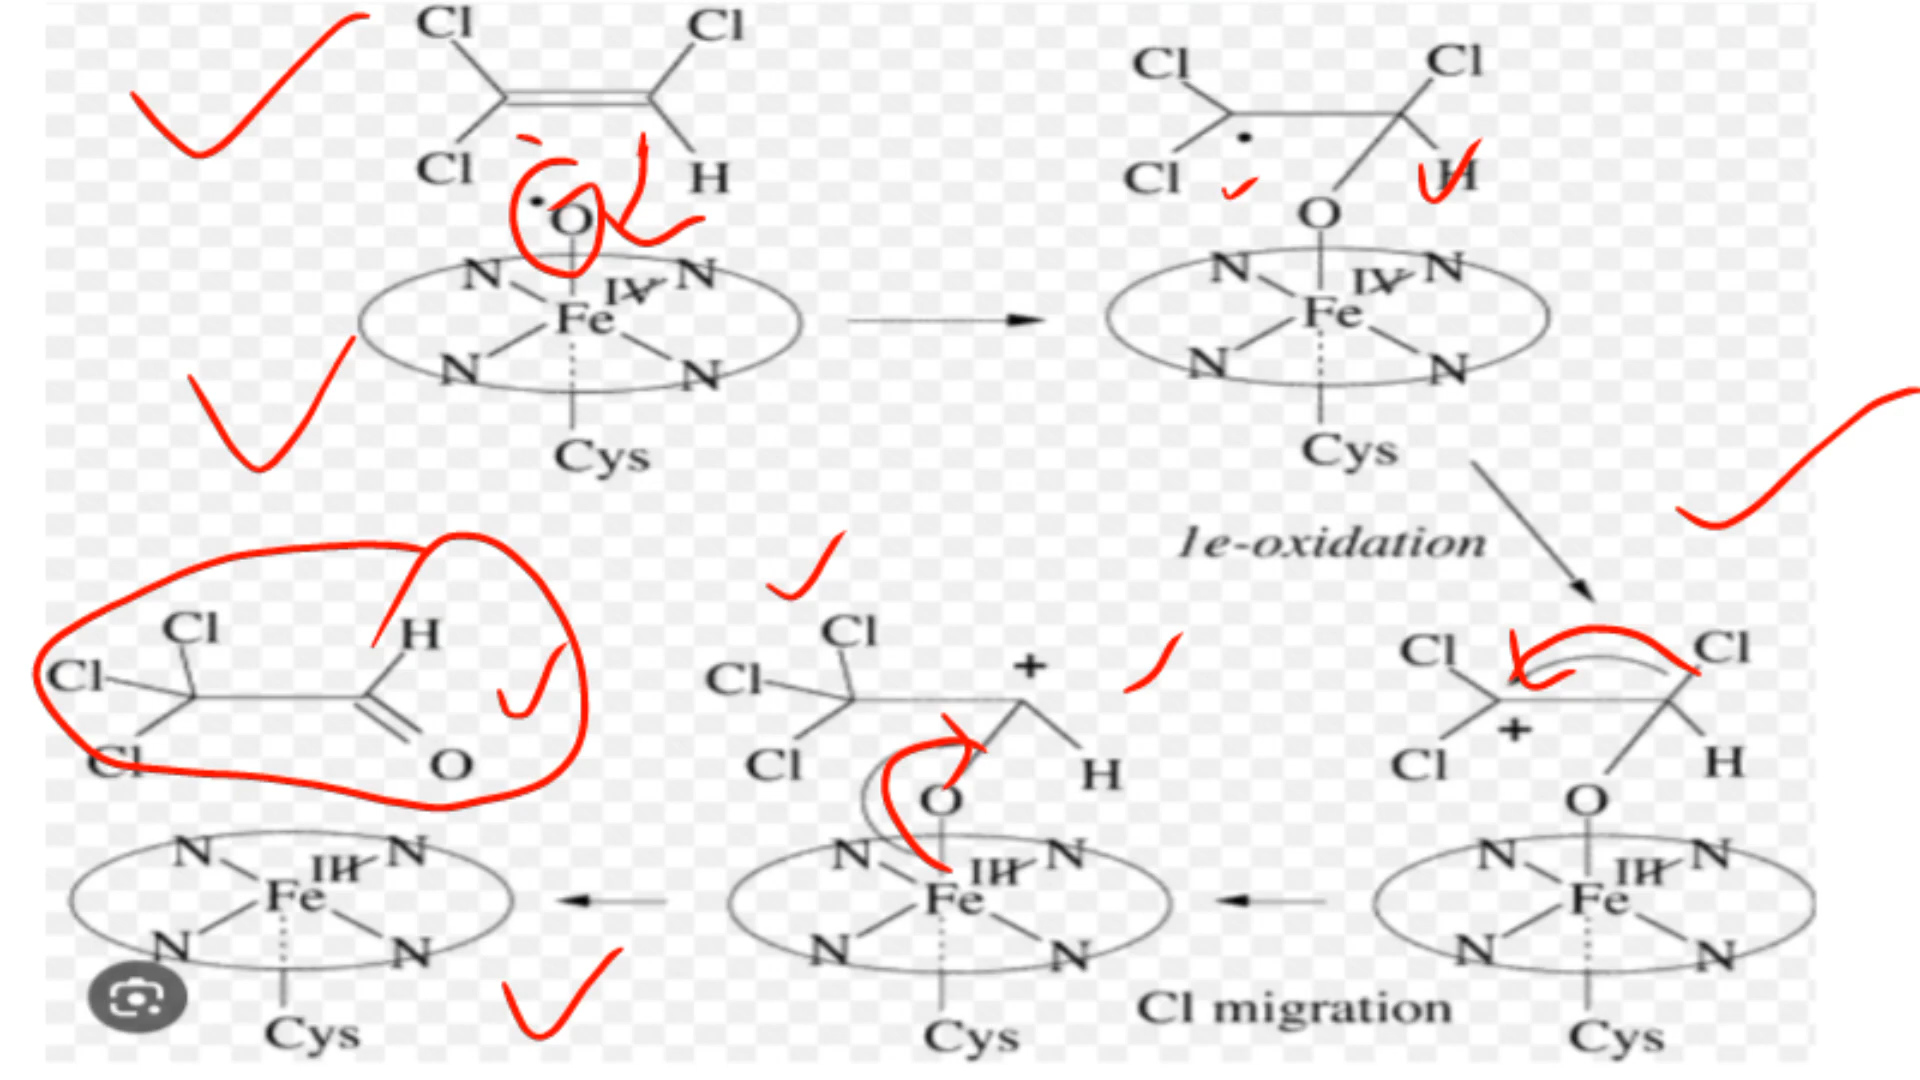 Cl Cl
Cl H
• O
N N
IV
Fe
N N
Cys
Cl Cl
Cl • H
O
N N
IV
Fe
N N
Cys
1e-oxidation
Cl H
Cl
Cl O
N N
III
Fe
N N
Cys
Cl +
Cl
Cl H
O
N N
III
Fe
N N
Cys
Cl Cl
+
Cl H
O
N N
III
Fe
N N
Cys
Cl migration